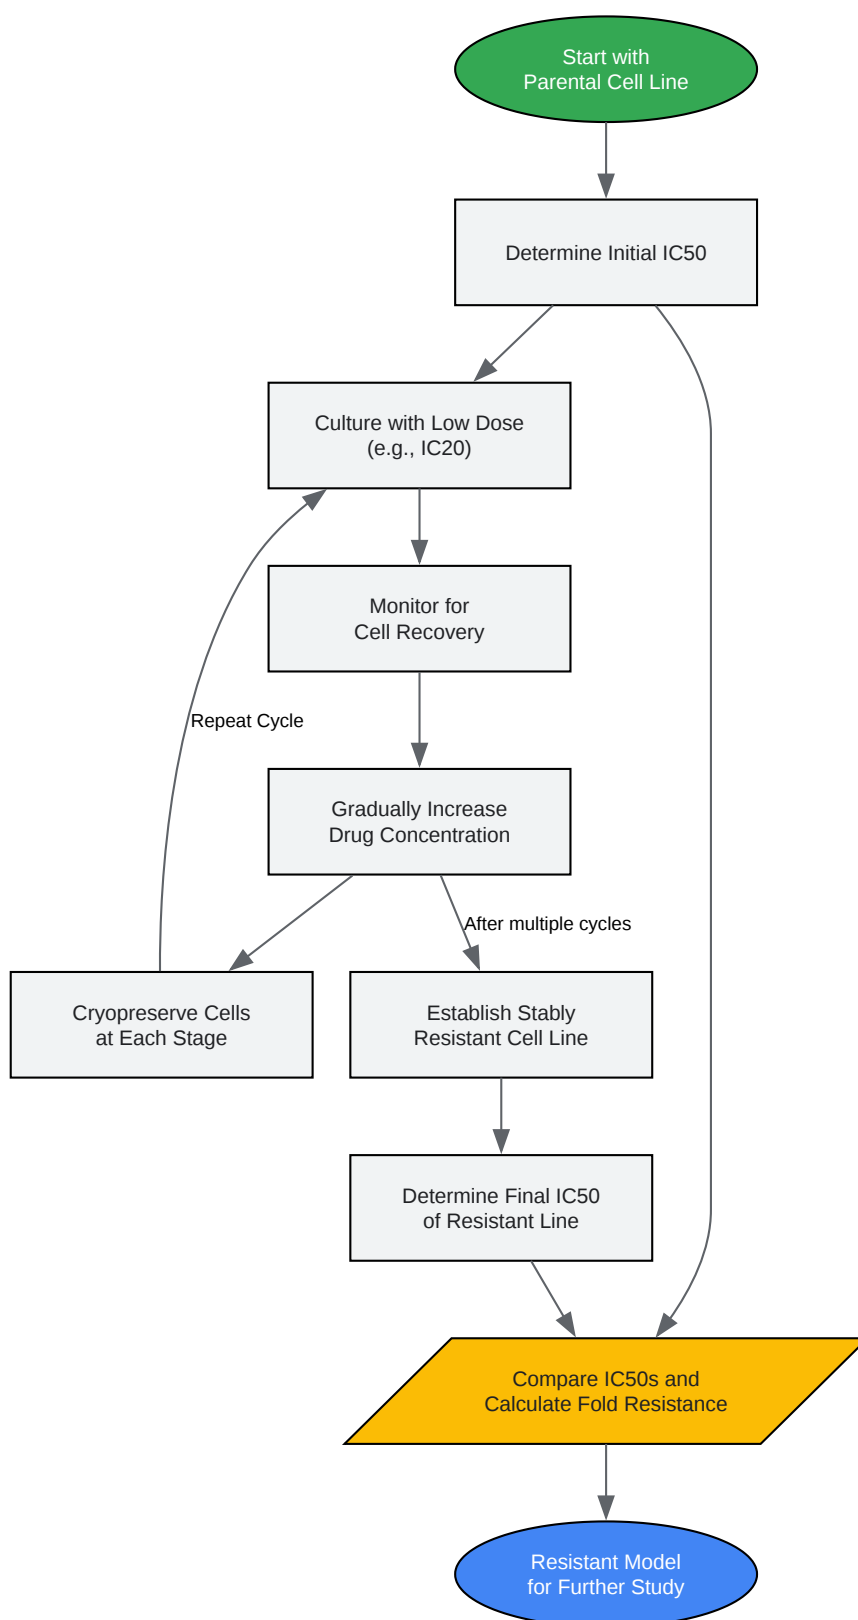 Start with
Parental Cell Line
Determine Initial IC50
Culture with Low Dose
(e.g., IC20)
Monitor for
Cell Recovery
Repeat Cycle
Gradually Increase
Drug Concentration
After multiple cycles
Cryopreserve Cells
at Each Stage
Establish Stably
Resistant Cell Line
Determine Final IC50
of Resistant Line
Compare IC50s and
Calculate Fold Resistance
Resistant Model
for Further Study